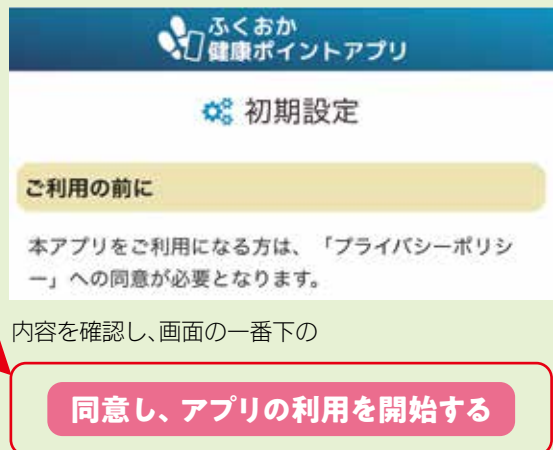 ふくおか
健康ポイントアプリ
初期設定
ご利用の前に
本アプリをご利用になる方は、「プライバシーポリシ
ー」への同意が必要となります。
内容を確認し、画面の一番下の
同意し、アプリの利用を開始する